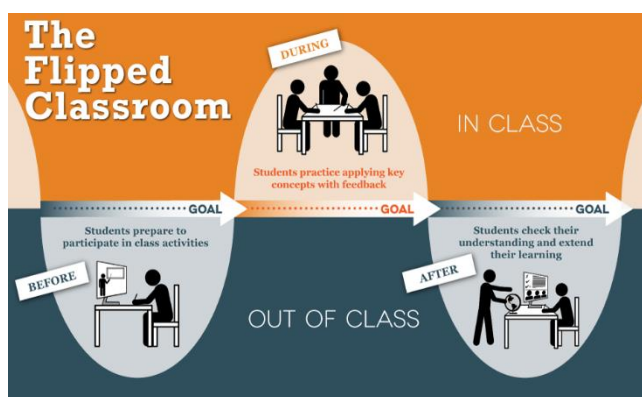 The
Flipped
Classroom
DURING
IN CLASS
Students practice applying key
concepts with feedback
GOAL
GOAL
GOAL
Students prepare to
participate in class activities
BEFORE
OUT OF CLASS
Students check their
understanding and extend
their learning
AFTER